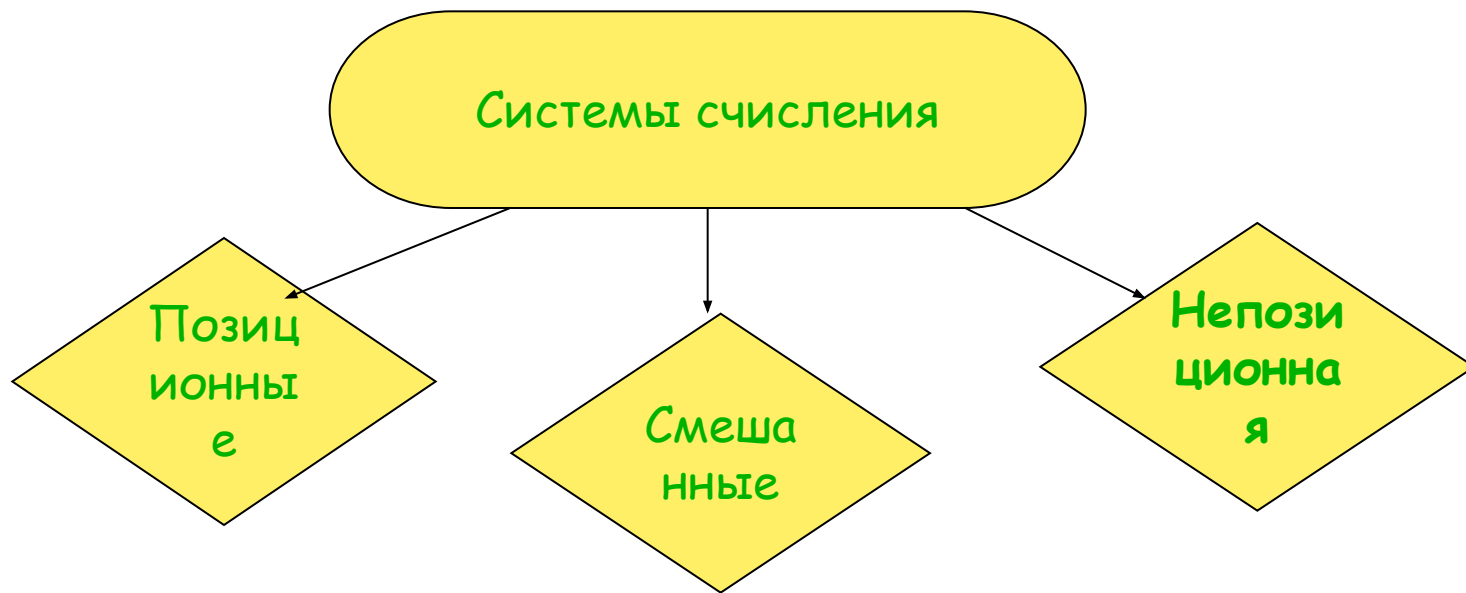 Системы счисления
Позиц
ионны
е
Смеша
нные
Непози
ционна
я